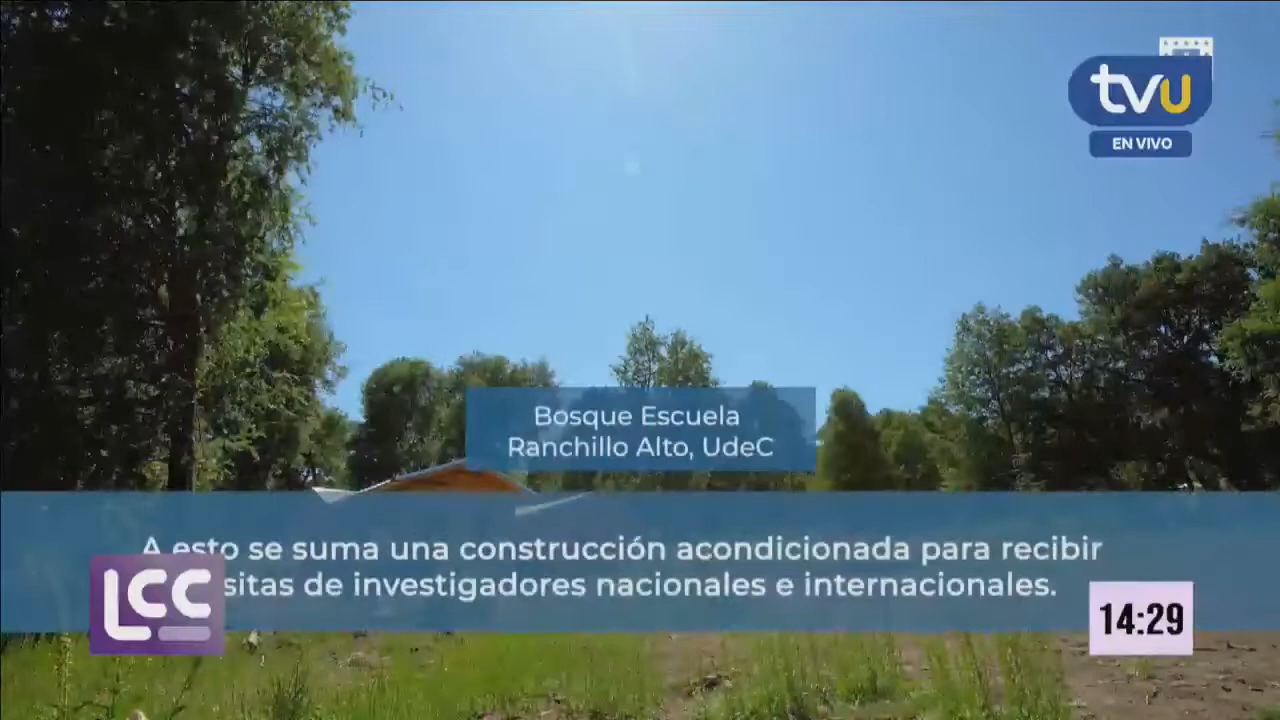 tvu
EN VIVO
Bosque Escuela
Ranchillo Alto, UdeC
A esto se suma una construcción acondicionada para recibir
sitas de investigadores nacionales e internacionales.
LCC
14:29